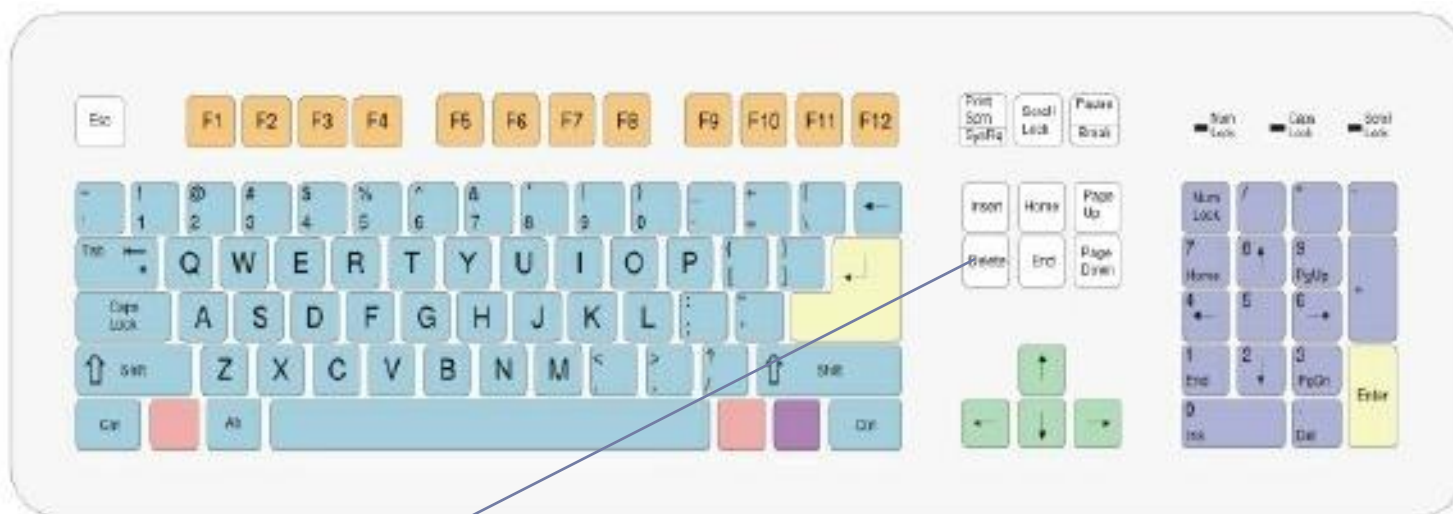 Esc F1 F2 F3 F4 F5 F6 F7 F8 F9 F10 F11 F12
Print
Scrn
SysRq
Scroll
Lock
Pause
Break
Num
Lock
Caps
Lock
Scroll
Lock
~ ! @ # $ % ^ & * ( ) _ + |
` 1 2 3 4 5 6 7 8 9 0 - = \ ←
Insert Home Page
Up
Num
Lock
/ * -
Tab Q W E R T Y U I O P { }
[ ]
Delete End Page
Down
7
Home
8
9
PgUp
+
Caps
Lock
A S D F G H J K L : "
; '
4 ←
5
6 →
Shift Z X C V B N M < > ?
, . /
Shift
↑
1
End
2 ↓
3
PgDn
Enter
Ctrl Alt Ctrl
← ↓ →
0
Ins
.
Del